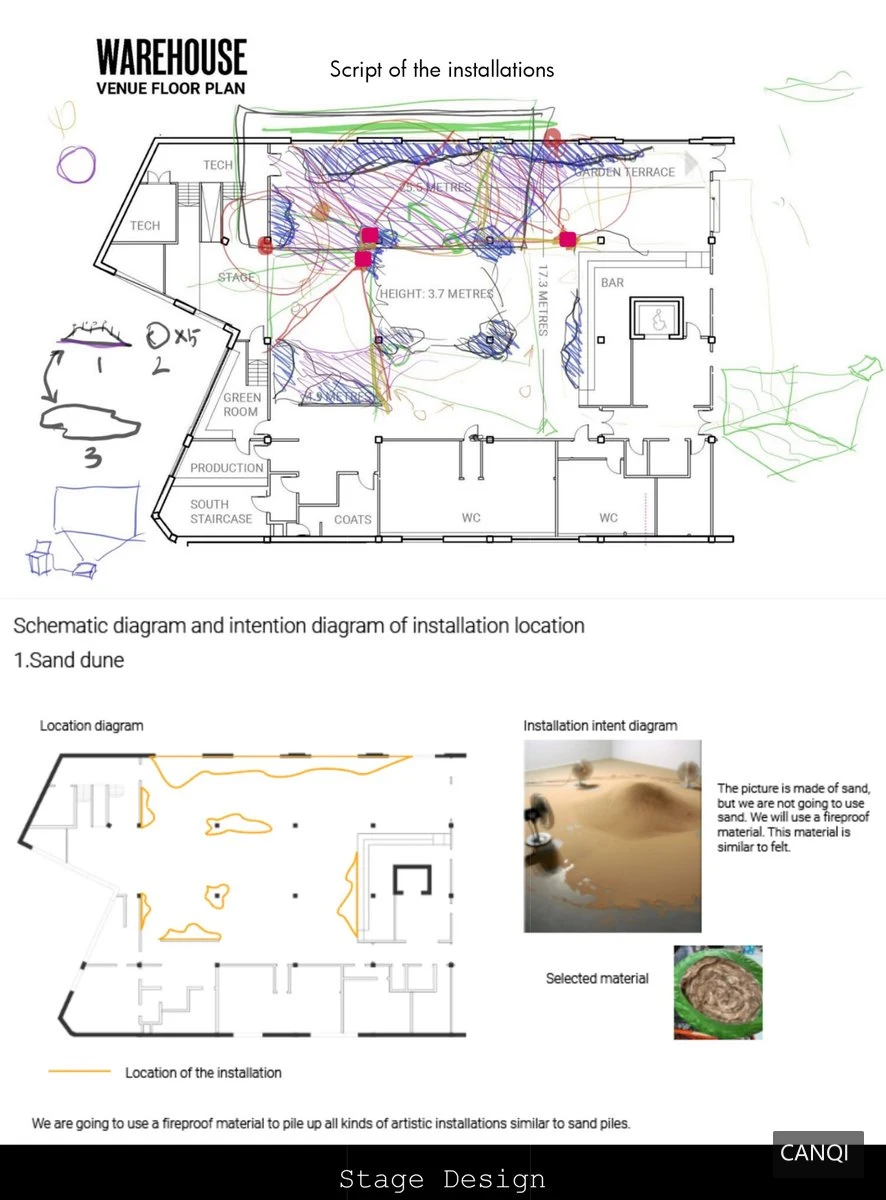 WAREHOUSE
VENUE FLOOR PLAN
Script of the installations
TECH
GARDEN TERRACE
25.5 METRES
TECH
STAGE
HEIGHT: 3.7 METRES
17.3 METRES
BAR
X5
1
2
3
GREEN
ROOM
4.9 METRES
PRODUCTION
SOUTH
STAIRCASE
COATS
WC
WC
Schematic diagram and intention diagram of installation location
1.Sand dune
Location diagram
Installation intent diagram
The picture is made of sand,
but we are not going to use
sand. We will use a fireproof
material. This material is
similar to felt.
Selected material
Location of the installation
We are going to use a fireproof material to pile up all kinds of artistic installations similar to sand piles.
CANQI
Stage Design